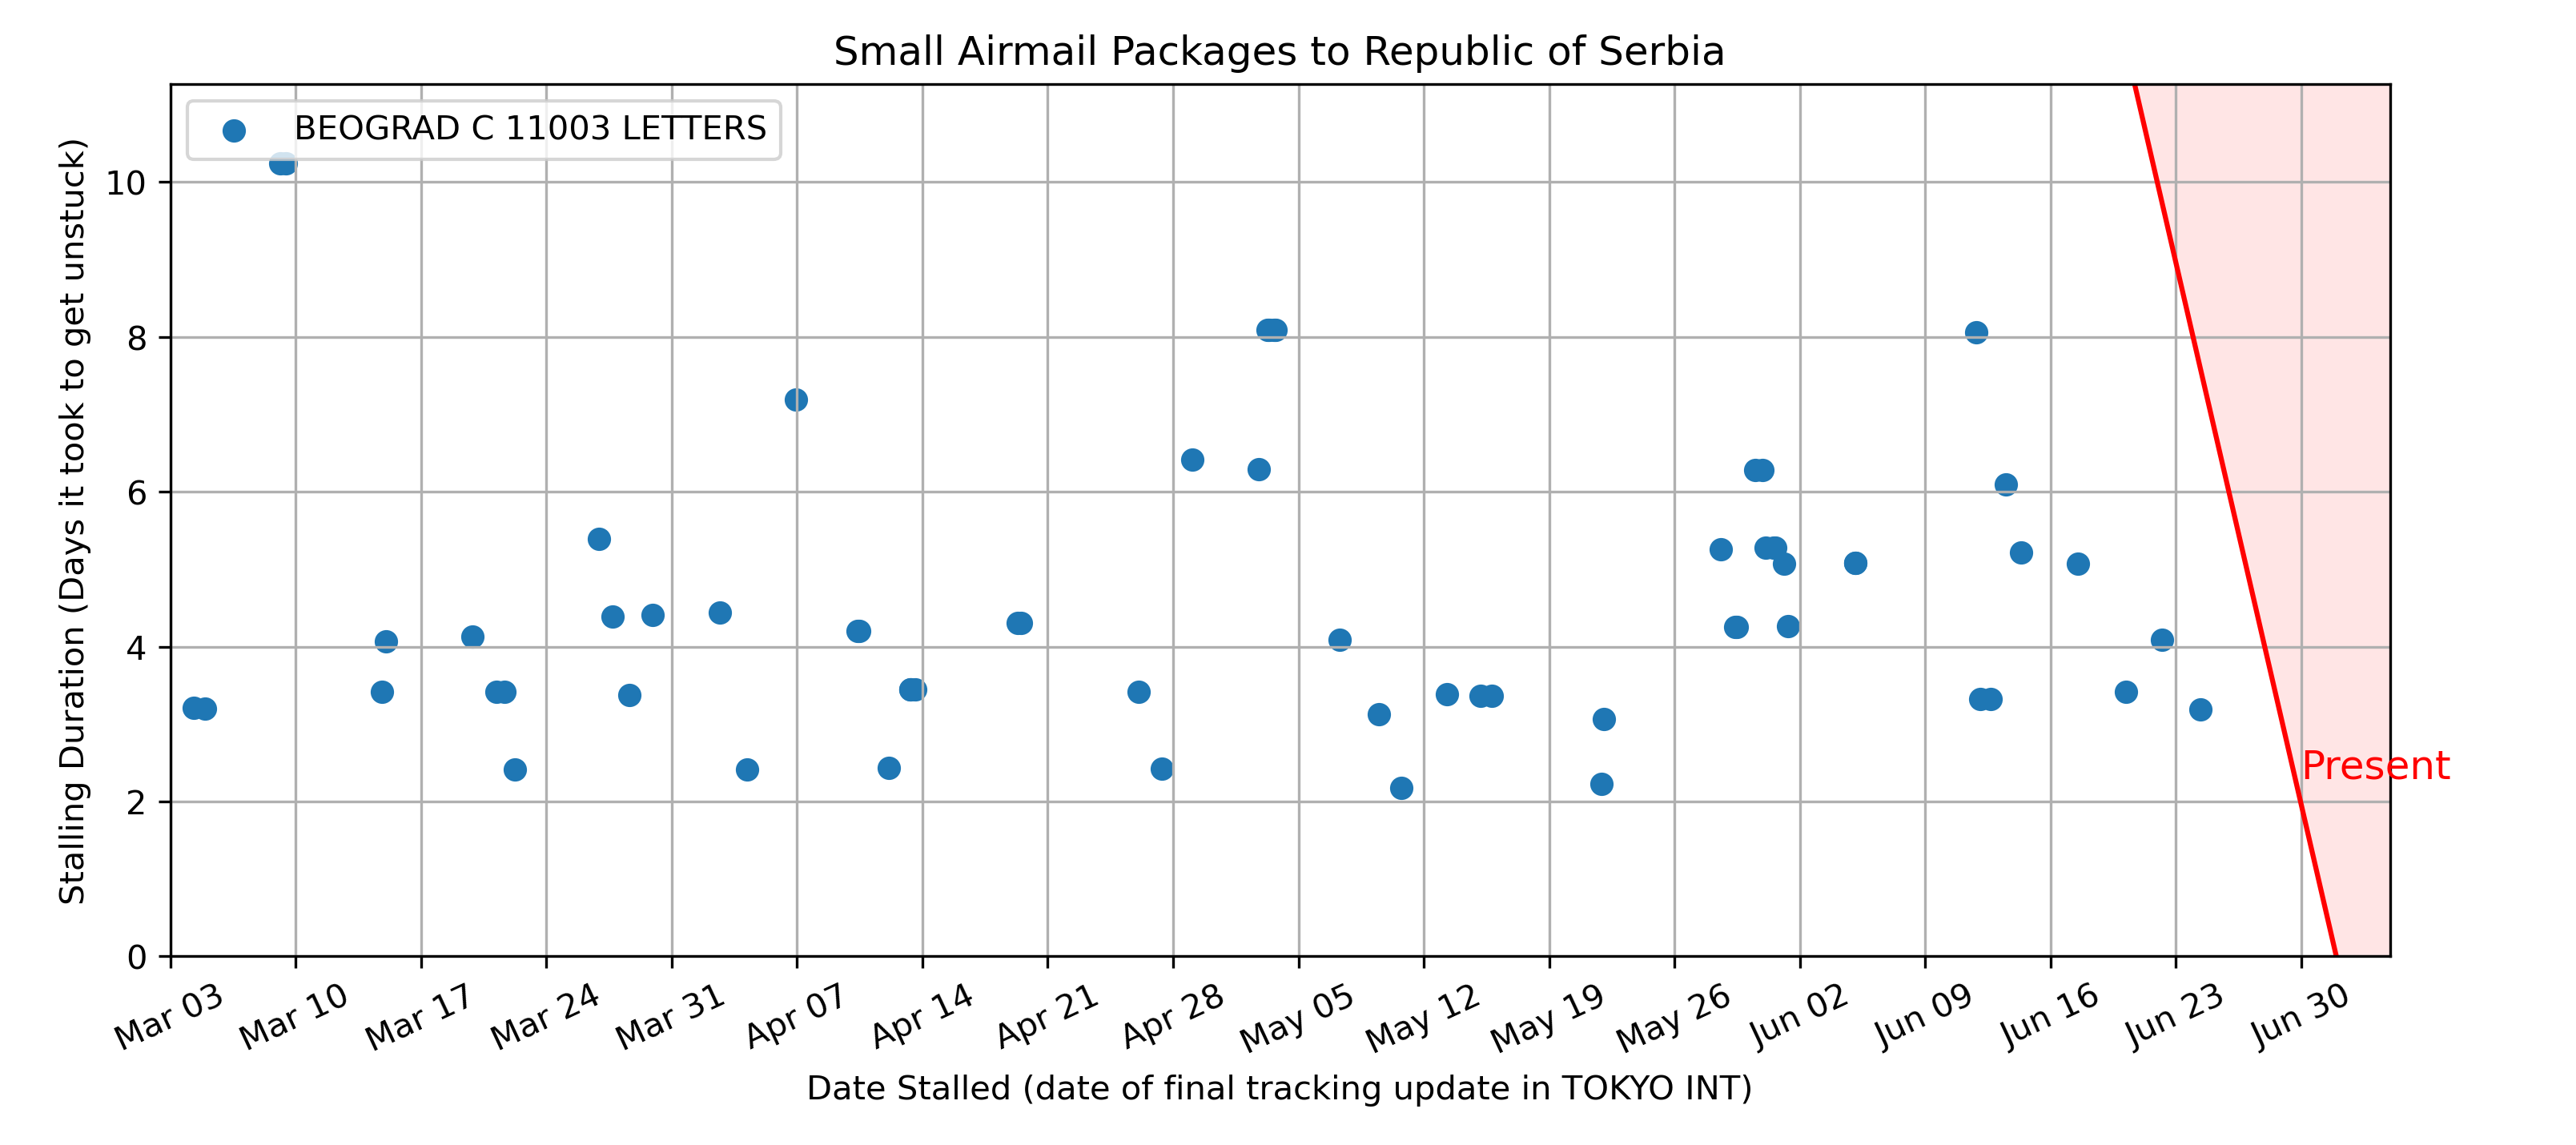 Small Airmail Packages to Republic of Serbia
BEOGRAD C 11003 LETTERS
Stalling Duration (Days it took to get unstuck)
10
8
6
4
2
0
Present
Mar 03
Mar 10
Mar 17
Mar 24
Mar 31
Apr 07
Apr 14
Apr 21
Apr 28
May 05
May 12
May 19
May 26
Jun 02
Jun 09
Jun 16
Jun 23
Jun 30
Date Stalled (date of final tracking update in TOKYO INT)